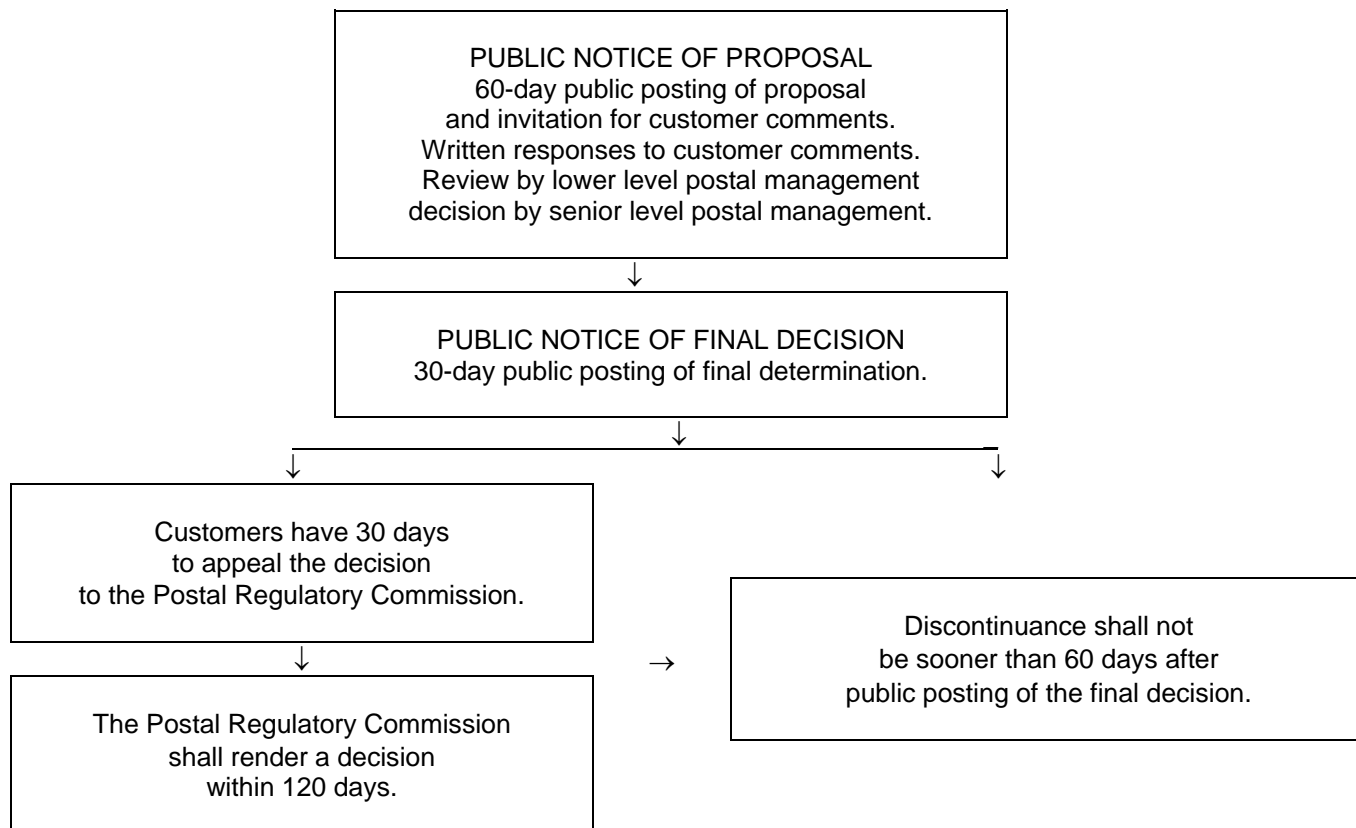 PUBLIC NOTICE OF PROPOSAL
60-day public posting of proposal
and invitation for customer comments.
Written responses to customer comments.
Review by lower level postal management
decision by senior level postal management.
↓
PUBLIC NOTICE OF FINAL DECISION
30-day public posting of final determination.
↓
↓ ↓
Customers have 30 days
to appeal the decision
to the Postal Regulatory Commission.
↓
The Postal Regulatory Commission
shall render a decision
within 120 days.
→
Discontinuance shall not
be sooner than 60 days after
public posting of the final decision.